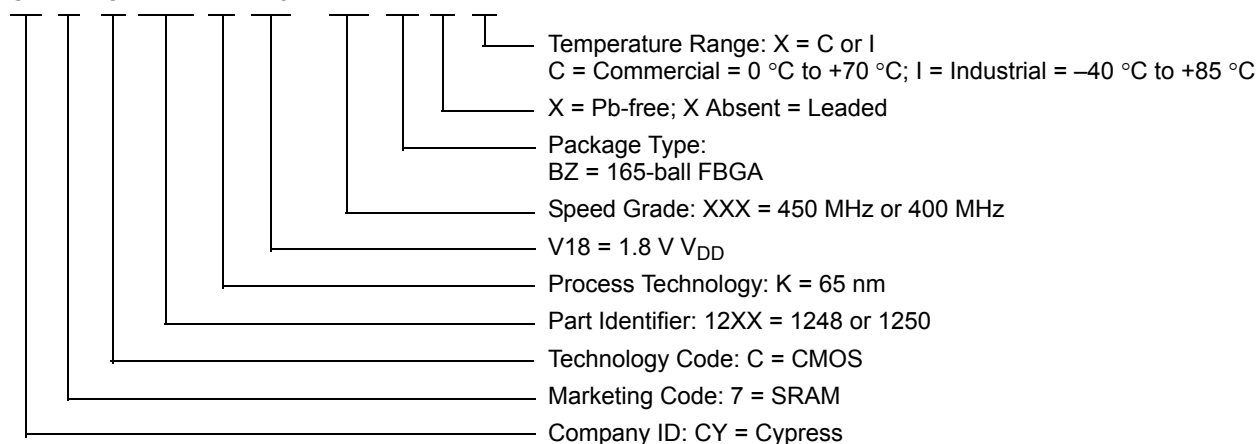 Temperature Range: X = C or I
C = Commercial = 0 °C to +70 °C; I = Industrial = –40 °C to +85 °C
X = Pb-free; X Absent = Leaded
Package Type:
BZ = 165-ball FBGA
Speed Grade: XXX = 450 MHz or 400 MHz
V18 = 1.8 V VDD
Process Technology: K = 65 nm
Part Identifier: 12XX = 1248 or 1250
Technology Code: C = CMOS
Marketing Code: 7 = SRAM
Company ID: CY = Cypress